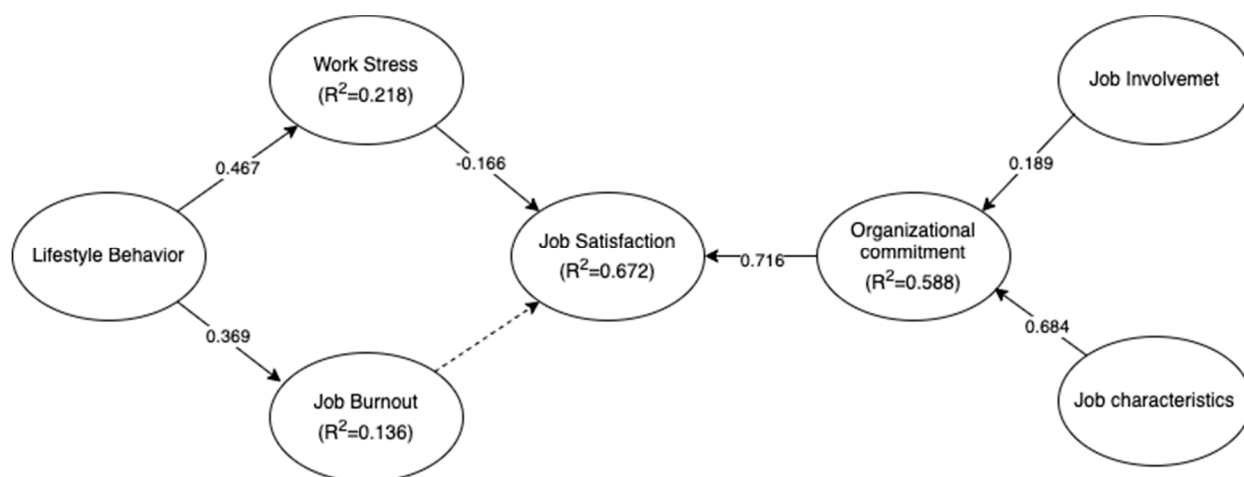 Work Stress
(R²=0.218)
Job Involvemet
0.467
-0.166
0.189
Lifestyle Behavior
Job Satisfaction
(R²=0.672)
0.716
Organizational
commitment
(R²=0.588)
0.369
0.684
Job Burnout
(R²=0.136)
Job characteristics